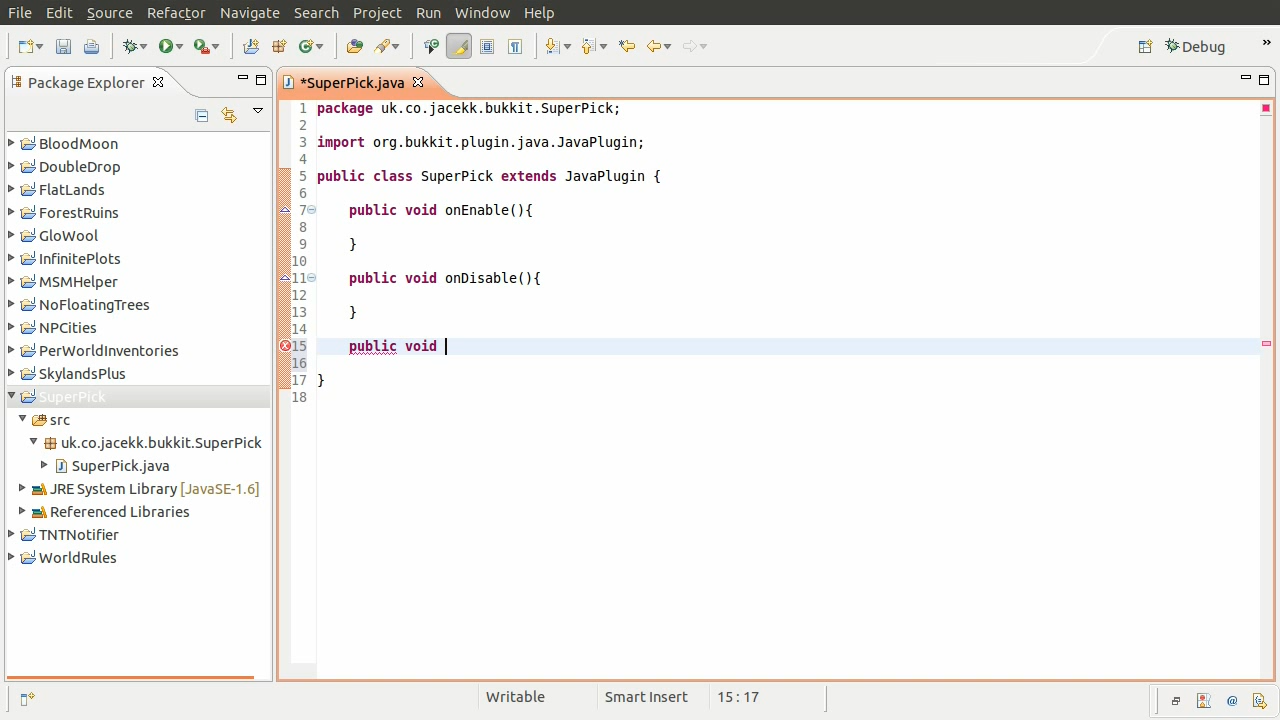 File Edit Source Refactor Navigate Search Project Run Window Help
Debug »
Package Explorer
*SuperPick.java
BloodMoon
DoubleDrop
FlatLands
ForestRuins
GloWool
InfinitePlots
MSMHelper
NoFloatingTrees
NPCities
PerWorldInventories
SkylandsPlus
SuperPick
src
uk.co.jacekk.bukkit.SuperPick
SuperPick.java
JRE System Library [JavaSE-1.6]
Referenced Libraries
TNTNotifier
WorldRules
1 package uk.co.jacekk.bukkit.SuperPick;
2
3 import org.bukkit.plugin.java.JavaPlugin;
4
5 public class SuperPick extends JavaPlugin {
6
7 public void onEnable(){
8
9 }
10
11 public void onDisable(){
12
13 }
14
15 public void
16
17 }
18
Writable Smart Insert 15 : 17